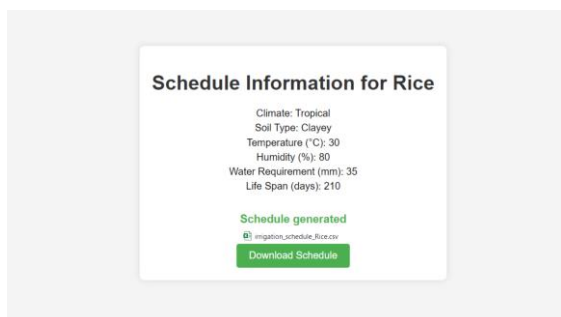 Schedule Information for Rice
Climate: Tropical
Soil Type: Clayey
Temperature (°C): 30
Humidity (%): 80
Water Requirement (mm): 35
Life Span (days): 210
Schedule generated
irrigation_schedule_Rice.csv
Download Schedule